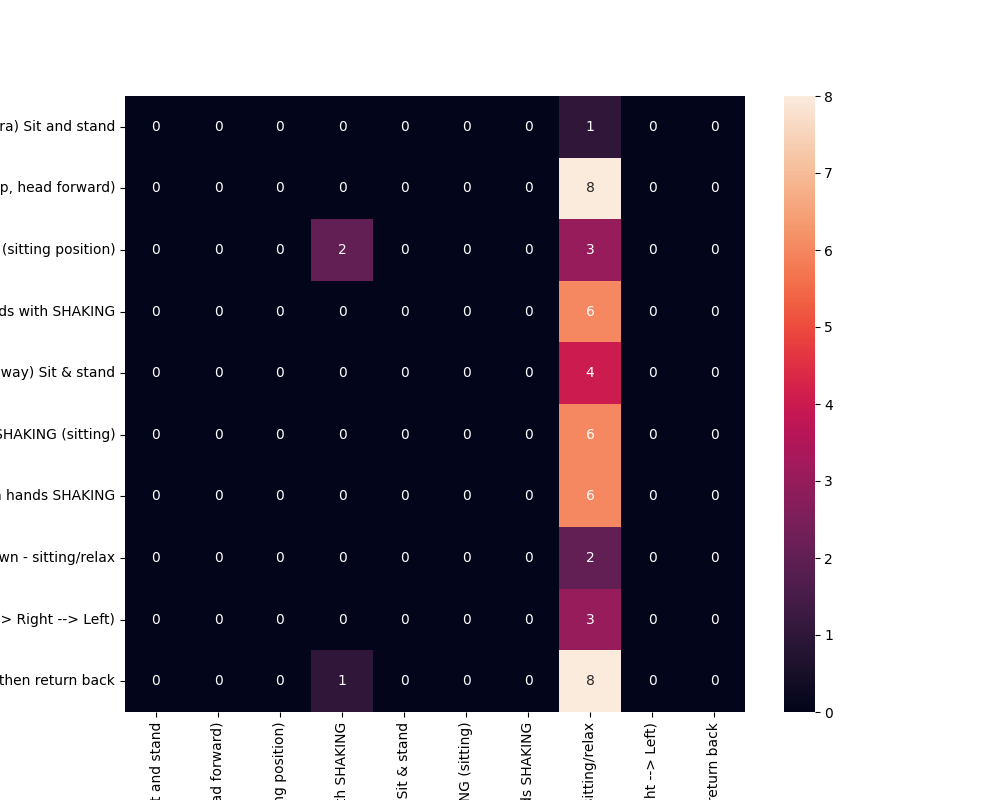 ra) Sit and stand 0 0 0 0 0 0 0 1 0 0
p, head forward) 0 0 0 0 0 0 0 8 0 0
(sitting position) 0 0 0 2 0 0 0 3 0 0
ds with SHAKING 0 0 0 0 0 0 0 6 0 0
way) Sit & stand 0 0 0 0 0 0 0 4 0 0
SHAKING (sitting) 0 0 0 0 0 0 0 6 0 0
hands SHAKING 0 0 0 0 0 0 0 6 0 0
wn - sitting/relax 0 0 0 0 0 0 0 2 0 0
> Right --> Left) 0 0 0 0 0 0 0 3 0 0
then return back 0 0 0 1 0 0 0 8 0 0
t and stand
ad forward)
ng position)
th SHAKING
Sit & stand
NG (sitting)
ds SHAKING
sitting/relax
ht --> Left)
return back
8
7
6
5
4
3
2
1
0